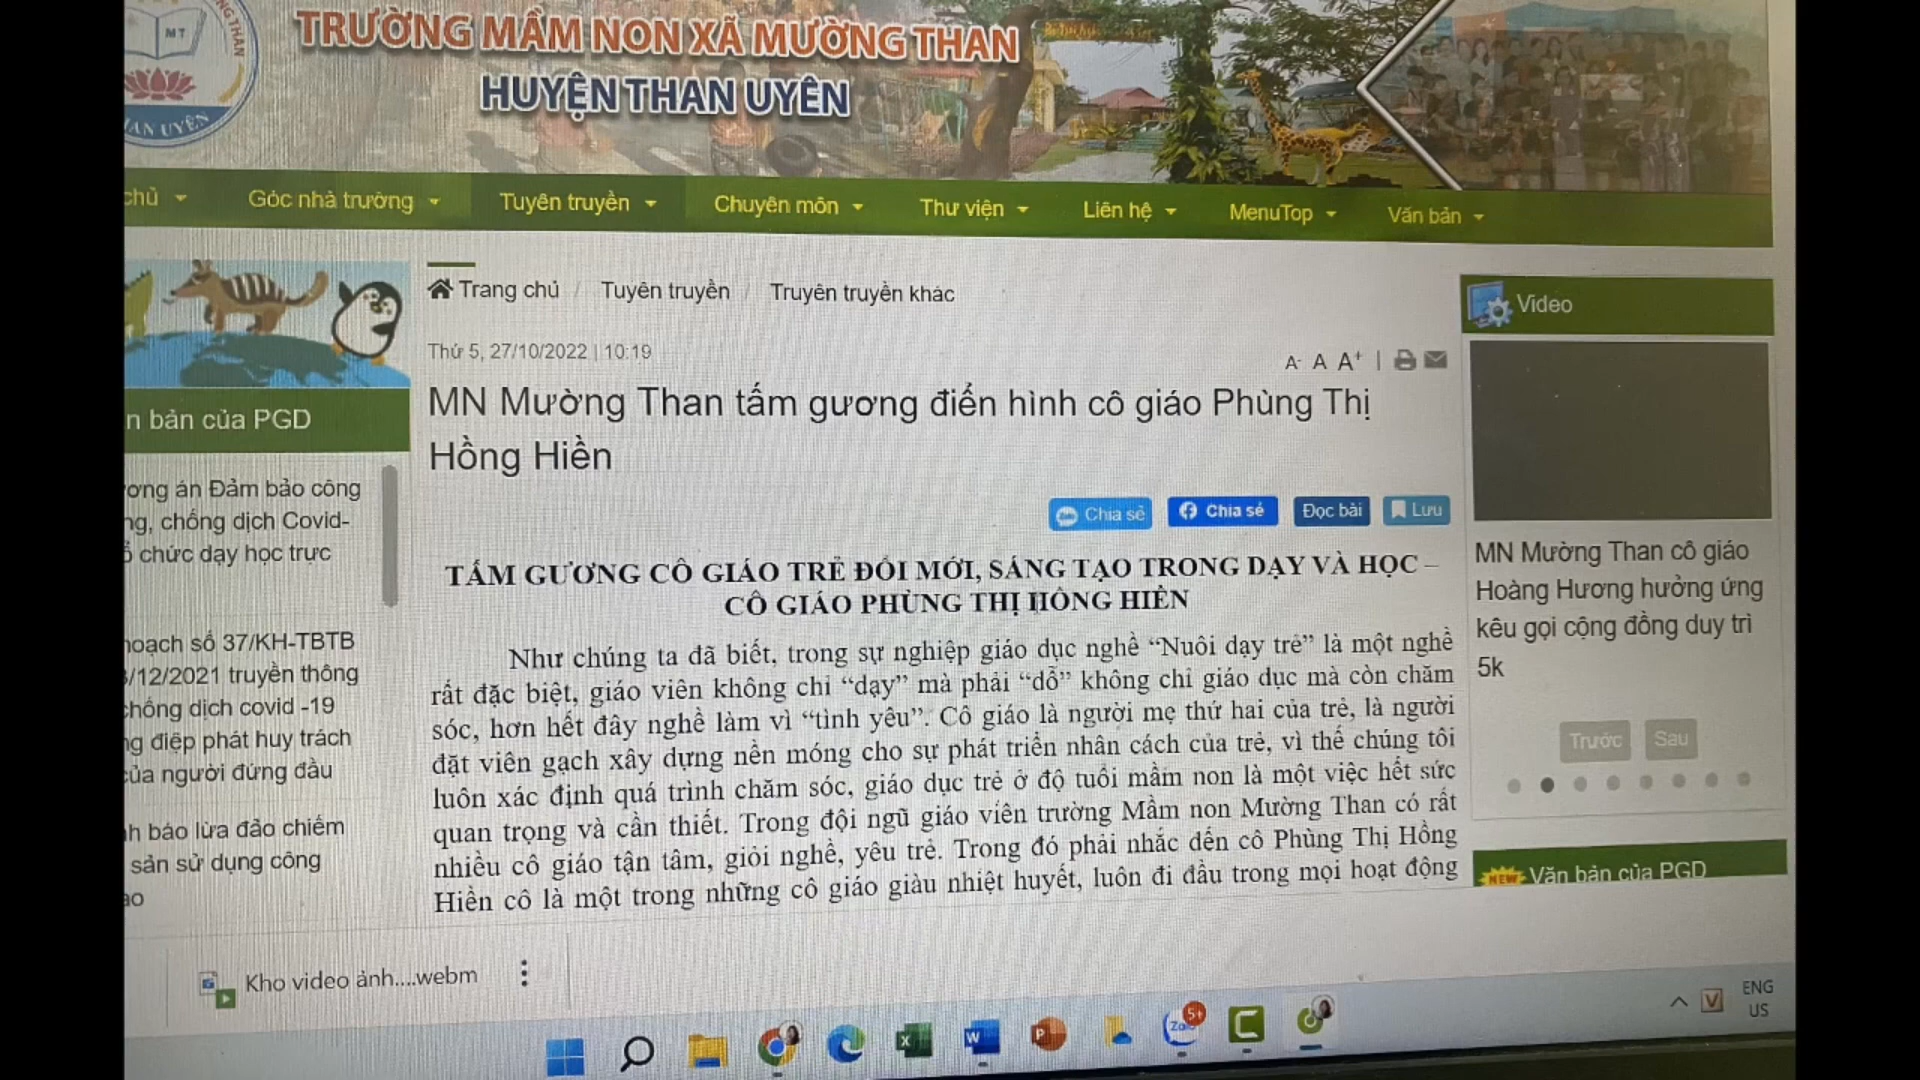 MT
TRƯỜNG MẦM NON XÃ MƯỜNG THAN
HUYỆN THAN UYÊN
chủ
Góc nhà trường
Tuyên truyền
Chuyên môn
Thư viện
Liên hệ
MenuTop
Văn bản
Trang chủ / Tuyên truyền / Truyên truyền khác
Thứ 5, 27/10/2022 | 10:19
A- A A+ |
MN Mường Than tấm gương điển hình cô giáo Phùng Thị
Hồng Hiền
Chia sẻ
Chia sẻ
Đọc bài
Lưu
TẤM GƯƠNG CÔ GIÁO TRẺ ĐỔI MỚI, SÁNG TẠO TRONG DẠY VÀ HỌC –
CÔ GIÁO PHÙNG THỊ HỒNG HIỀN
Như chúng ta đã biết, trong sự nghiệp giáo dục nghề “Nuôi dạy trẻ” là một nghề
rất đặc biệt, giáo viên không chỉ “dạy” mà phải “dỗ” không chỉ giáo dục mà còn chăm
sóc, hơn hết đây nghề làm vì “tình yêu”. Cô giáo là người mẹ thứ hai của trẻ, là người
đặt viên gạch xây dựng nền móng cho sự phát triển nhân cách của trẻ, vì thế chúng tôi
luôn xác định quá trình chăm sóc, giáo dục trẻ ở độ tuổi mầm non là một việc hết sức
quan trọng và cần thiết. Trong đội ngũ giáo viên trường Mầm non Mường Than có rất
nhiều cô giáo tận tâm, giỏi nghề, yêu trẻ. Trong đó phải nhắc đến cô Phùng Thị Hồng
Hiền cô là một trong những cô giáo giàu nhiệt huyết, luôn đi đầu trong mọi hoạt động
n bản của PGD
ơng án Đảm bảo công
ng, chống dịch Covid-
ổ chức dạy học trực
hoạch số 37/KH-TBTB
/12/2021 truyền thông
chống dịch covid -19
ng điệp phát huy trách
của người đứng đầu
h báo lừa đảo chiếm
sản sử dụng công
ao
Video
MN Mường Than cô giáo
Hoàng Hương hưởng ứng
kêu gọi cộng đồng duy trì
5k
Trước
Sau
NEW Văn bản của PGD
Kho video ảnh....webm
Zalo
5+
ENG
US